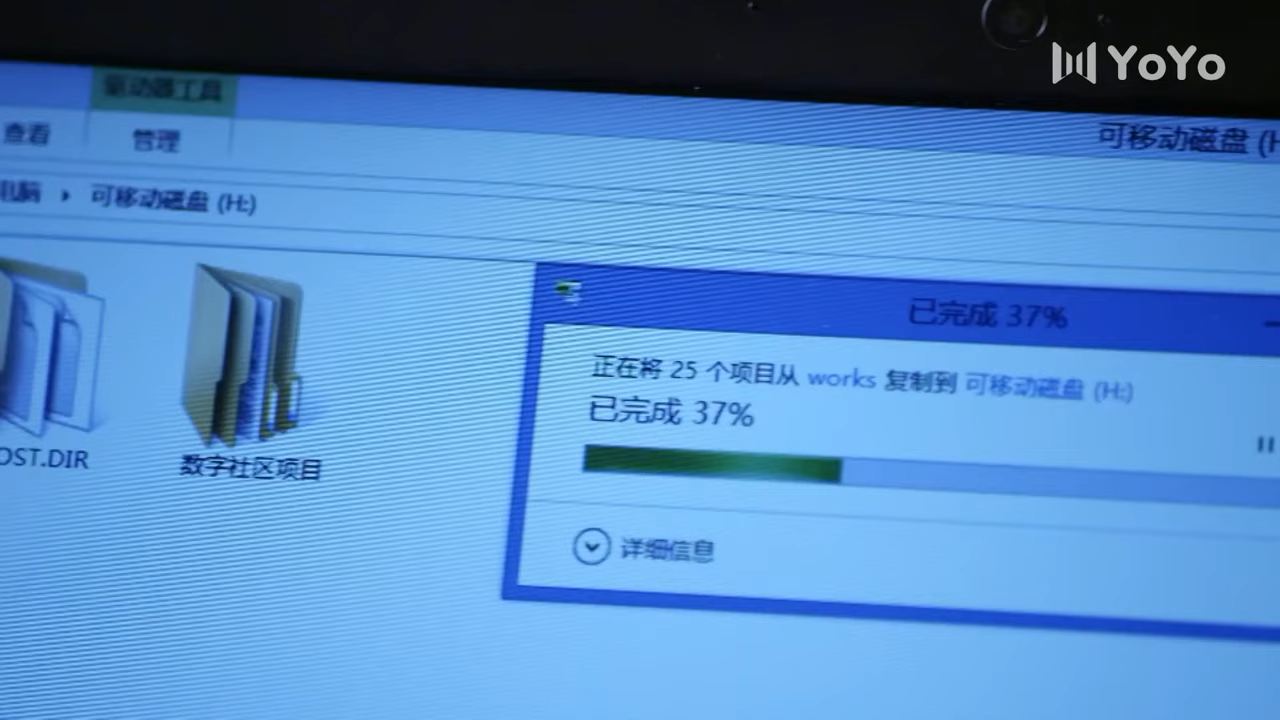 YoYo
驱动器工具
可移动磁盘 (H
查看
管理
电脑 ▸ 可移动磁盘 (H:)
已完成 37%
正在将 25 个项目从 works 复制到 可移动磁盘 (H:)
已完成 37%
OST.DIR
数字社区项目
详细信息